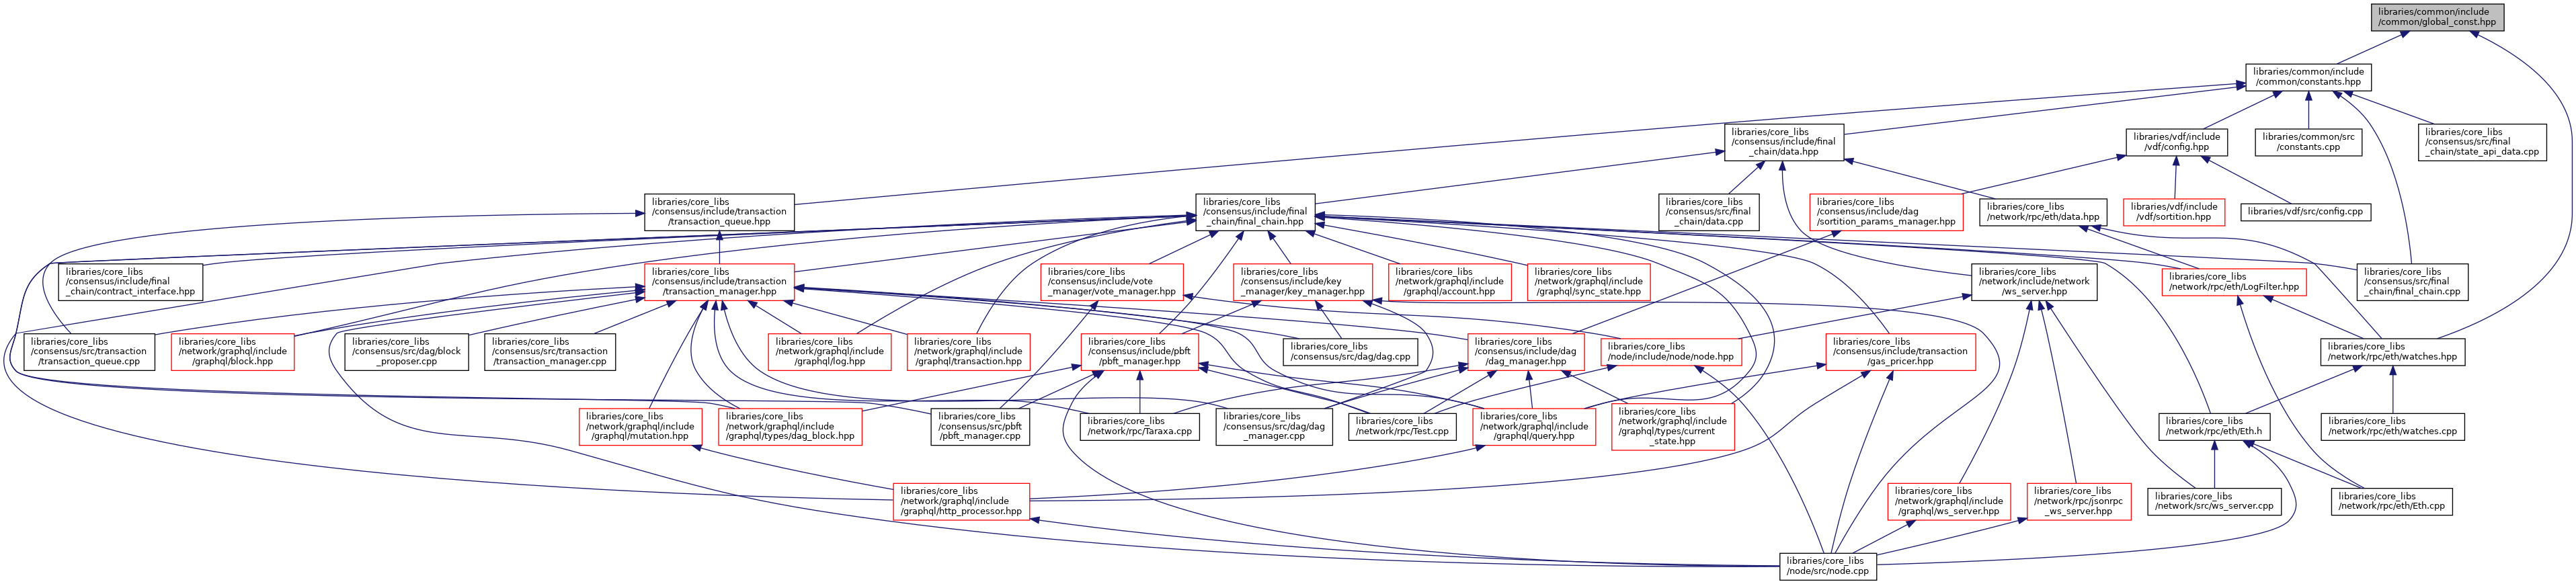 libraries/common/include
/common/global_const.hpp
libraries/common/include
/common/constants.hpp
libraries/core_libs
/consensus/include/final
_chain/data.hpp
libraries/vdf/include
/vdf/config.hpp
libraries/common/src
/constants.cpp
libraries/core_libs
/consensus/src/final
_chain/state_api_data.cpp
libraries/core_libs
/consensus/include/transaction
/transaction_queue.hpp
libraries/core_libs
/consensus/include/final
_chain/final_chain.hpp
libraries/core_libs
/consensus/src/final
_chain/data.cpp
libraries/core_libs
/consensus/include/dag
/sortition_params_manager.hpp
libraries/core_libs
/network/rpc/eth/data.hpp
libraries/vdf/include
/vdf/sortition.hpp
libraries/vdf/src/config.cpp
libraries/core_libs
/consensus/include/final
_chain/contract_interface.hpp
libraries/core_libs
/consensus/include/transaction
/transaction_manager.hpp
libraries/core_libs
/consensus/include/vote
_manager/vote_manager.hpp
libraries/core_libs
/consensus/include/key
_manager/key_manager.hpp
libraries/core_libs
/network/graphql/include
/graphql/account.hpp
libraries/core_libs
/network/graphql/include
/graphql/sync_state.hpp
libraries/core_libs
/network/include/network
/ws_server.hpp
libraries/core_libs
/network/rpc/eth/LogFilter.hpp
libraries/core_libs
/consensus/src/final
_chain/final_chain.cpp
libraries/core_libs
/consensus/src/transaction
/transaction_queue.cpp
libraries/core_libs
/network/graphql/include
/graphql/block.hpp
libraries/core_libs
/consensus/src/dag/block
_proposer.cpp
libraries/core_libs
/consensus/src/transaction
/transaction_manager.cpp
libraries/core_libs
/network/graphql/include
/graphql/log.hpp
libraries/core_libs
/network/graphql/include
/graphql/transaction.hpp
libraries/core_libs
/consensus/include/pbft
/pbft_manager.hpp
libraries/core_libs
/consensus/src/dag/dag.cpp
libraries/core_libs
/consensus/include/dag
/dag_manager.hpp
libraries/core_libs
/node/include/node/node.hpp
libraries/core_libs
/consensus/include/transaction
/gas_pricer.hpp
libraries/core_libs
/network/rpc/eth/watches.hpp
libraries/core_libs
/network/graphql/include
/graphql/mutation.hpp
libraries/core_libs
/network/graphql/include
/graphql/types/dag_block.hpp
libraries/core_libs
/consensus/src/pbft
/pbft_manager.cpp
libraries/core_libs
/network/rpc/Taraxa.cpp
libraries/core_libs
/consensus/src/dag/dag
_manager.cpp
libraries/core_libs
/network/rpc/Test.cpp
libraries/core_libs
/network/graphql/include
/graphql/query.hpp
libraries/core_libs
/network/graphql/include
/graphql/types/current
_state.hpp
libraries/core_libs
/network/rpc/eth/Eth.h
libraries/core_libs
/network/rpc/eth/watches.cpp
libraries/core_libs
/network/graphql/include
/graphql/http_processor.hpp
libraries/core_libs
/network/graphql/include
/graphql/ws_server.hpp
libraries/core_libs
/network/rpc/jsonrpc
_ws_server.hpp
libraries/core_libs
/network/src/ws_server.cpp
libraries/core_libs
/network/rpc/eth/Eth.cpp
libraries/core_libs
/node/src/node.cpp